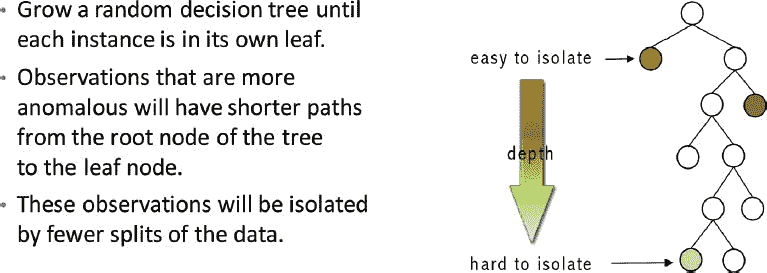 • Grow a random decision tree until
each instance is in its own leaf.
• Observations that are more
anomalous will have shorter paths
from the root node of the tree
to the leaf node.
• These observations will be isolated
by fewer splits of the data.
easy to isolate
depth
hard to isolate